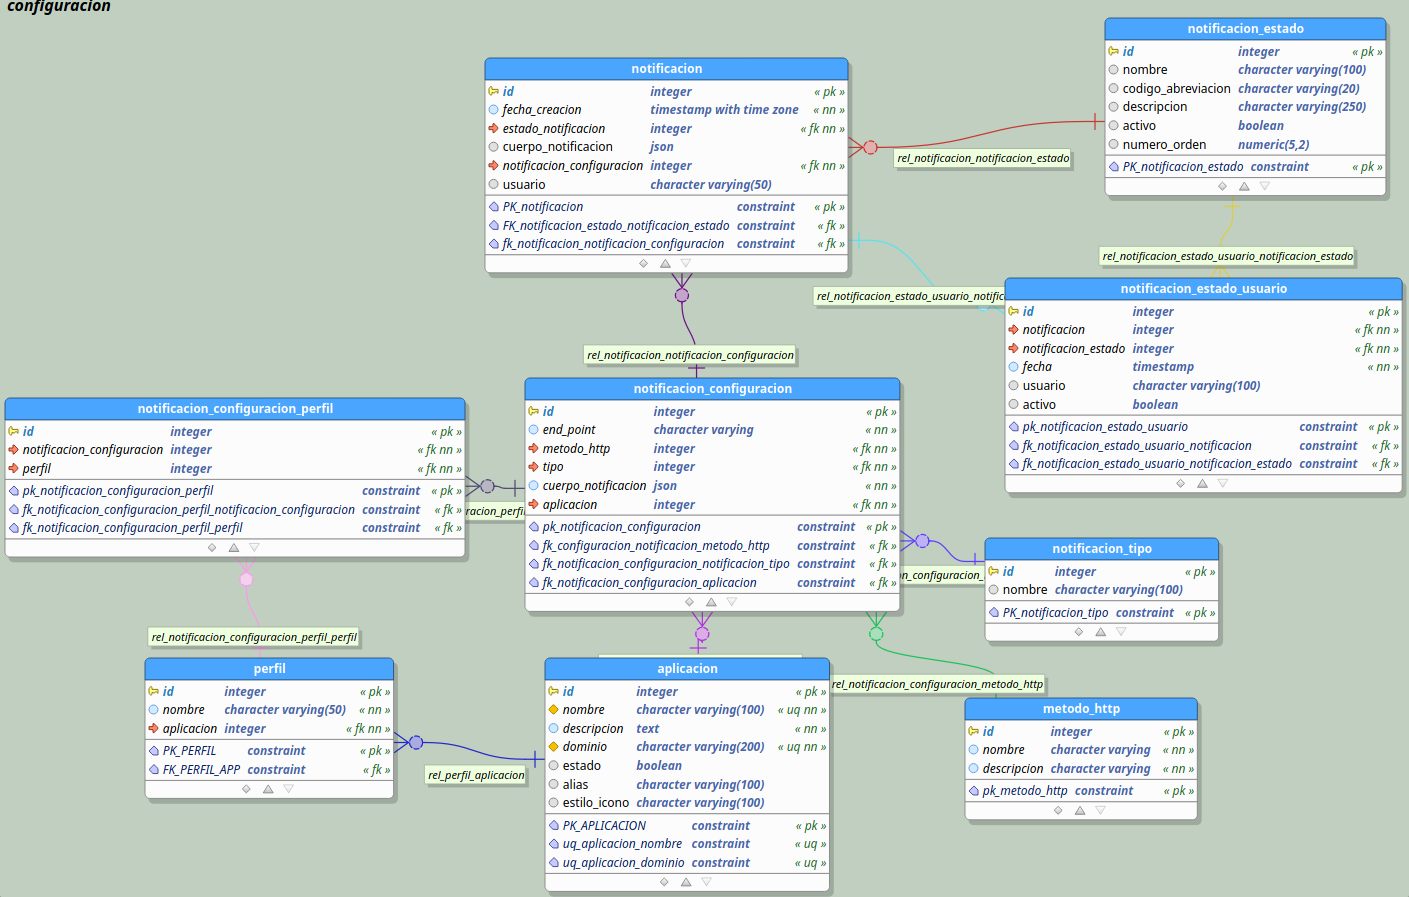 configuracion
notificacion_estado
id integer « pk »
nombre character varying(100)
codigo_abreviacion character varying(20)
descripcion character varying(250)
activo boolean
numero_orden numeric(5,2)
PK_notificacion_estado constraint « pk »
notificacion
id integer « pk »
fecha_creacion timestamp with time zone « nn »
estado_notificacion integer « fk nn »
cuerpo_notificacion json
notificacion_configuracion integer « fk nn »
usuario character varying(50)
PK_notificacion constraint « pk »
FK_notificacion_estado_notificacion_estado constraint « fk »
fk_notificacion_notificacion_configuracion constraint « fk »
rel_notificacion_notificacion_estado
rel_notificacion_estado_usuario_notificacion_estado
rel_notificacion_estado_usuario_notific
notificacion_estado_usuario
id integer « pk »
notificacion integer « fk nn »
notificacion_estado integer « fk nn »
fecha timestamp « nn »
usuario character varying(100)
activo boolean
pk_notificacion_estado_usuario constraint « pk »
fk_notificacion_estado_usuario_notificacion constraint « fk »
fk_notificacion_estado_usuario_notificacion_estado constraint « fk »
rel_notificacion_notificacion_configuracion
notificacion_configuracion
id integer « pk »
end_point character varying « nn »
metodo_http integer « fk nn »
tipo integer « fk nn »
cuerpo_notificacion json « nn »
aplicacion integer « fk nn »
pk_notificacion_configuracion constraint « pk »
fk_configuracion_notificacion_metodo_http constraint « fk »
fk_notificacion_configuracion_notificacion_tipo constraint « fk »
fk_notificacion_configuracion_aplicacion constraint « fk »
notificacion_configuracion_perfil
id integer « pk »
notificacion_configuracion integer « fk nn »
perfil integer « fk nn »
pk_notificacion_configuracion_perfil constraint « pk »
fk_notificacion_configuracion_perfil_notificacion_configuracion constraint « fk »
fk_notificacion_configuracion_perfil_perfil constraint « fk »
racion_perfil
on_configuracion_
notificacion_tipo
id integer « pk »
nombre character varying(100)
PK_notificacion_tipo constraint « pk »
rel_notificacion_configuracion_perfil_perfil
perfil
id integer « pk »
nombre character varying(50) « nn »
aplicacion integer « fk nn »
PK_PERFIL constraint « pk »
FK_PERFIL_APP constraint « fk »
rel_perfil_aplicacion
aplicacion
id integer « pk »
nombre character varying(100) « uq nn »
descripcion text « nn »
dominio character varying(200) « uq nn »
estado boolean
alias character varying(100)
estilo_icono character varying(100)
PK_APLICACION constraint « pk »
uq_aplicacion_nombre constraint « uq »
uq_aplicacion_dominio constraint « uq »
rel_notificacion_configuracion_metodo_http
metodo_http
id integer « pk »
nombre character varying « nn »
descripcion character varying « nn »
pk_metodo_http constraint « pk »